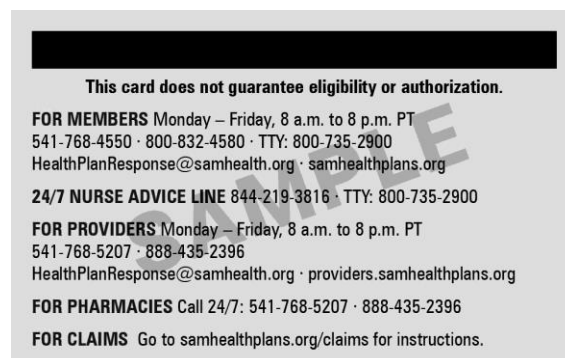 This card does not guarantee eligibility or authorization.
FOR MEMBERS Monday – Friday, 8 a.m. to 8 p.m. PT
541-768-4550 · 800-832-4580 · TTY: 800-735-2900
HealthPlanResponse@samhealth.org · samhealthplans.org
24/7 NURSE ADVICE LINE 844-219-3816 · TTY: 800-735-2900
FOR PROVIDERS Monday – Friday, 8 a.m. to 8 p.m. PT
541-768-5207 · 888-435-2396
HealthPlanResponse@samhealth.org · providers.samhealthplans.org
FOR PHARMACIES Call 24/7: 541-768-5207 · 888-435-2396
FOR CLAIMS Go to samhealthplans.org/claims for instructions.
SAMPLE